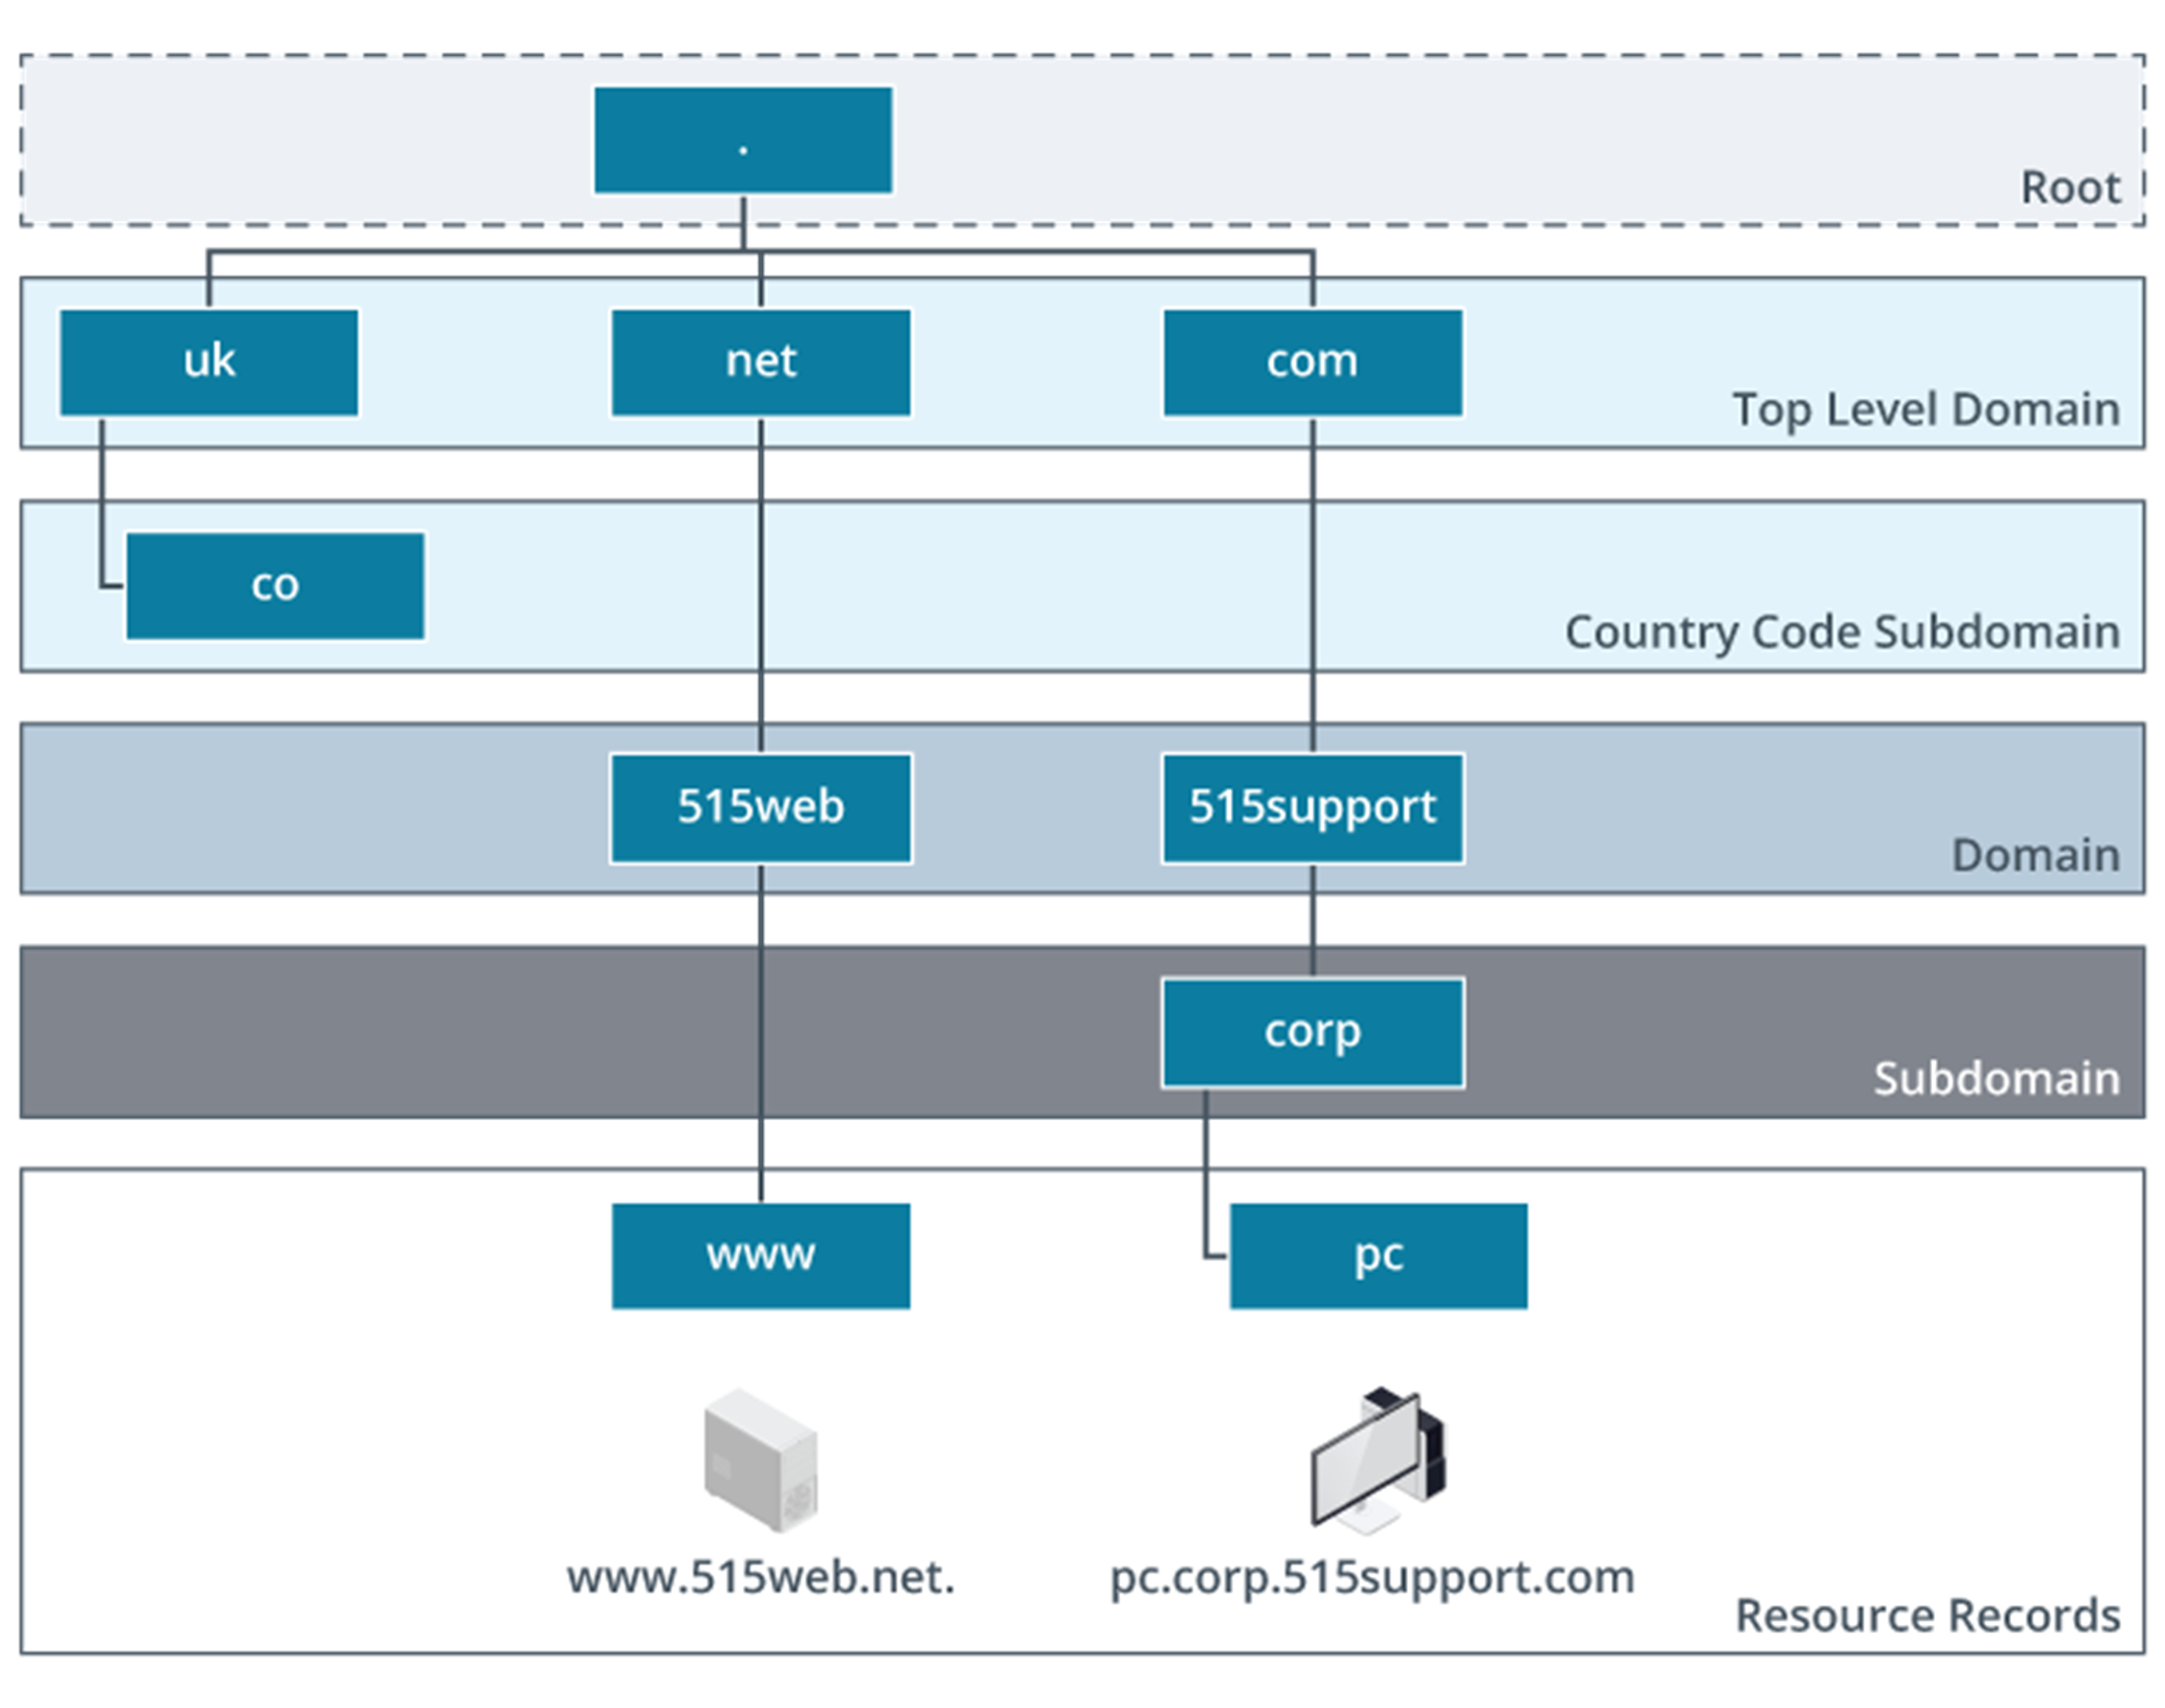 .
Root
uk
net
com
Top Level Domain
co
Country Code Subdomain
515web
515support
Domain
corp
Subdomain
www
pc
www.515web.net.
pc.corp.515support.com
Resource Records